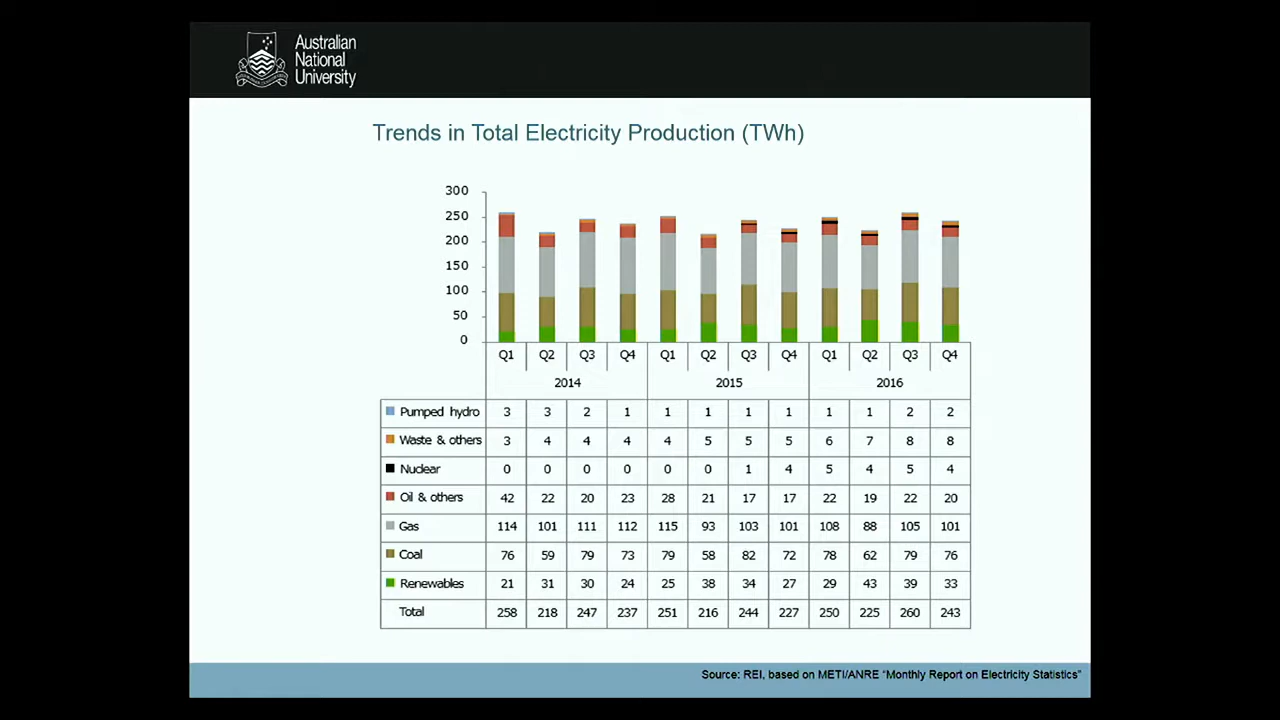 Australian
National
University
Trends in Total Electricity Production (TWh)
300
250
200
150
100
50
0
Q1 Q2 Q3 Q4 Q1 Q2 Q3 Q4 Q1 Q2 Q3 Q4
2014 2015 2016
Pumped hydro 3 3 2 1 1 1 1 1 1 1 2 2
Waste & others 3 4 4 4 4 5 5 5 6 7 8 8
Nuclear 0 0 0 0 0 0 1 4 5 4 5 4
Oil & others 42 22 20 23 28 21 17 17 22 19 22 20
Gas 114 101 111 112 115 93 103 101 108 88 105 101
Coal 76 59 79 73 79 58 82 72 78 62 79 76
Renewables 21 31 30 24 25 38 34 27 29 43 39 33
Total 258 218 247 237 251 216 244 227 250 225 260 243
Source: REI, based on METI/ANRE “Monthly Report on Electricity Statistics”